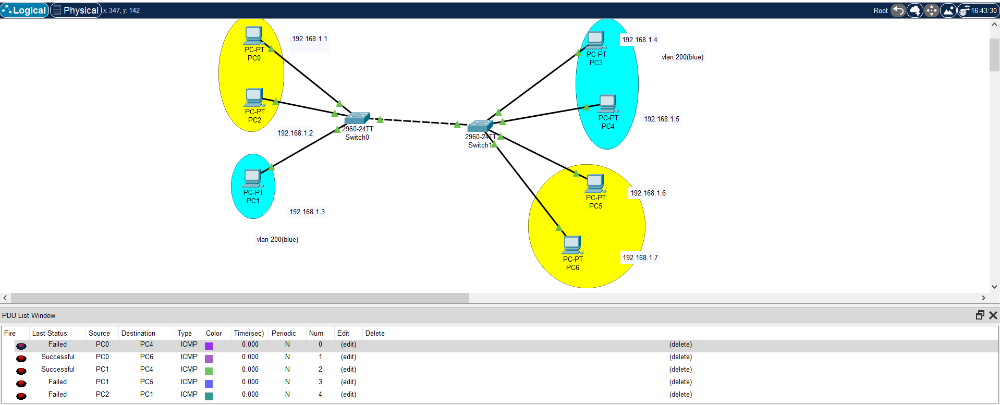 Logical Physical x: 347, y: 142 Root 16:43:30
192.168.1.1
PC-PT
PC0
192.168.1.4
PC-PT
PC3
vlan 200(blue)
PC-PT
PC2
192.168.1.2
2960-24TT
Switch0
2960-24TT
Switch1
PC-PT
PC4
192.168.1.5
PC-PT
PC1
192.168.1.3
vlan 200(blue)
PC-PT
PC5
192.168.1.6
PC-PT
PC6
192.168.1.7
PDU List Window
Fire Last Status Source Destination Type Color Time(sec) Periodic Num Edit Delete
Failed PC0 PC4 ICMP 0.000 N 0 (edit) (delete)
Successful PC0 PC6 ICMP 0.000 N 1 (edit) (delete)
Successful PC1 PC4 ICMP 0.000 N 2 (edit) (delete)
Failed PC1 PC5 ICMP 0.000 N 3 (edit) (delete)
Failed PC2 PC1 ICMP 0.000 N 4 (edit) (delete)